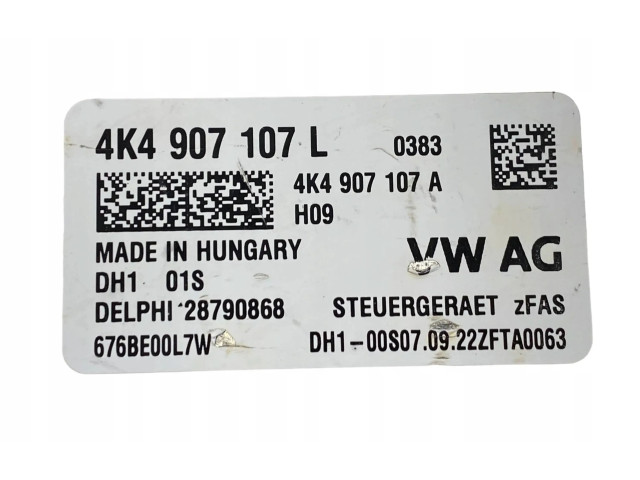 4K4 907 107 L 0383
4K4 907 107 A
H09
MADE IN HUNGARY
VW AG
DH1 01S
DELPHI 28790868 STEUERGERAET zFAS
676BE00L7W DH1-00S07.09.22ZFTA0063